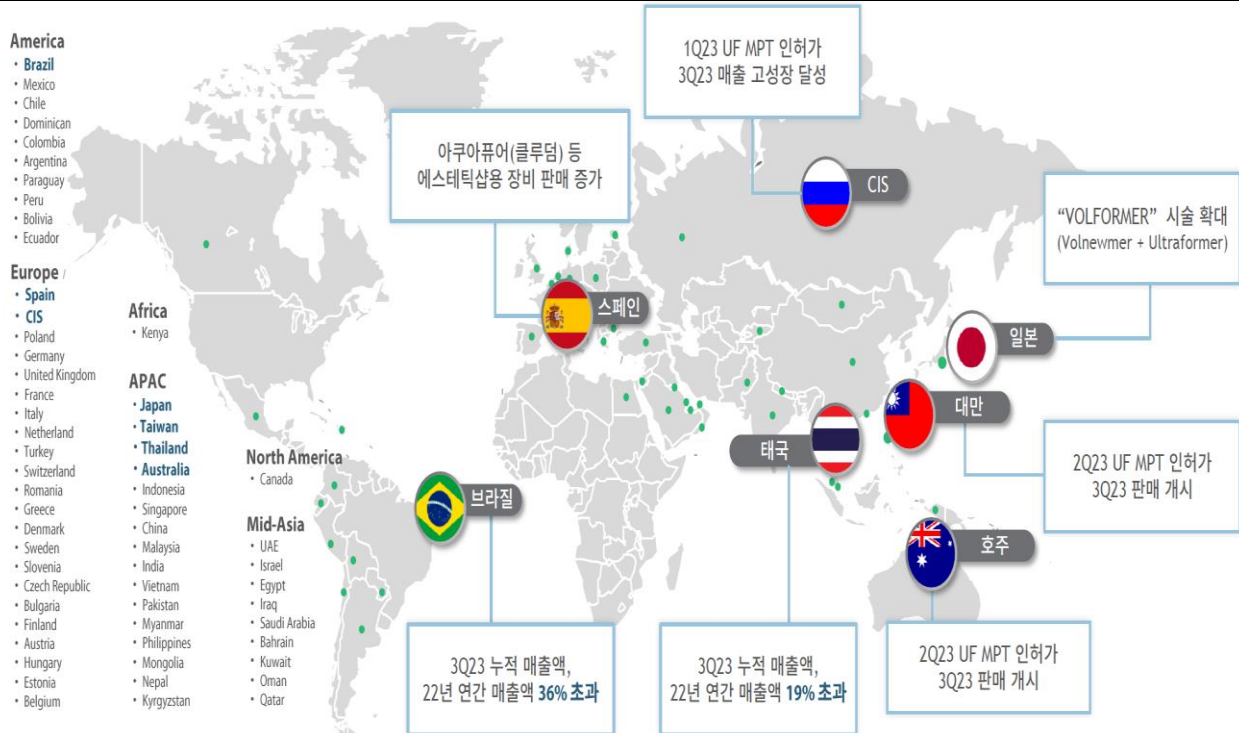 America
• Brazil
• Mexico
• Chile
• Dominican
• Colombia
• Argentina
• Paraguay
• Peru
• Bolivia
• Ecuador
Europe /
• Spain
• CIS
• Poland
• Germany
• United Kingdom
• France
• Italy
• Netherland
• Turkey
• Switzerland
• Romania
• Greece
• Denmark
• Sweden
• Slovenia
• Czech Republic
• Bulgaria
• Finland
• Austria
• Hungary
• Estonia
• Belgium
Africa
• Kenya
APAC
• Japan
• Taiwan
• Thailand
• Australia
• Indonesia
• Singapore
• China
• Malaysia
• India
• Vietnam
• Pakistan
• Myanmar
• Philippines
• Mongolia
• Nepal
• Kyrgyzstan
North America
• Canada
Mid-Asia
• UAE
• Israel
• Egypt
• Iraq
• Saudi Arabia
• Bahrain
• Kuwait
• Oman
• Qatar
1Q23 UF MPT 인허가
3Q23 매출 고성장 달성
CIS
아쿠아퓨어(클루덤) 등
에스테틱샵용 장비 판매 증가
스페인
“VOLFORMER” 시술 확대
(Volnewmer + Ultraformer)
일본
대만
2Q23 UF MPT 인허가
3Q23 판매 개시
태국
3Q23 누적 매출액,
22년 연간 매출액 19% 초과
브라질
3Q23 누적 매출액,
22년 연간 매출액 36% 초과
호주
2Q23 UF MPT 인허가
3Q23 판매 개시